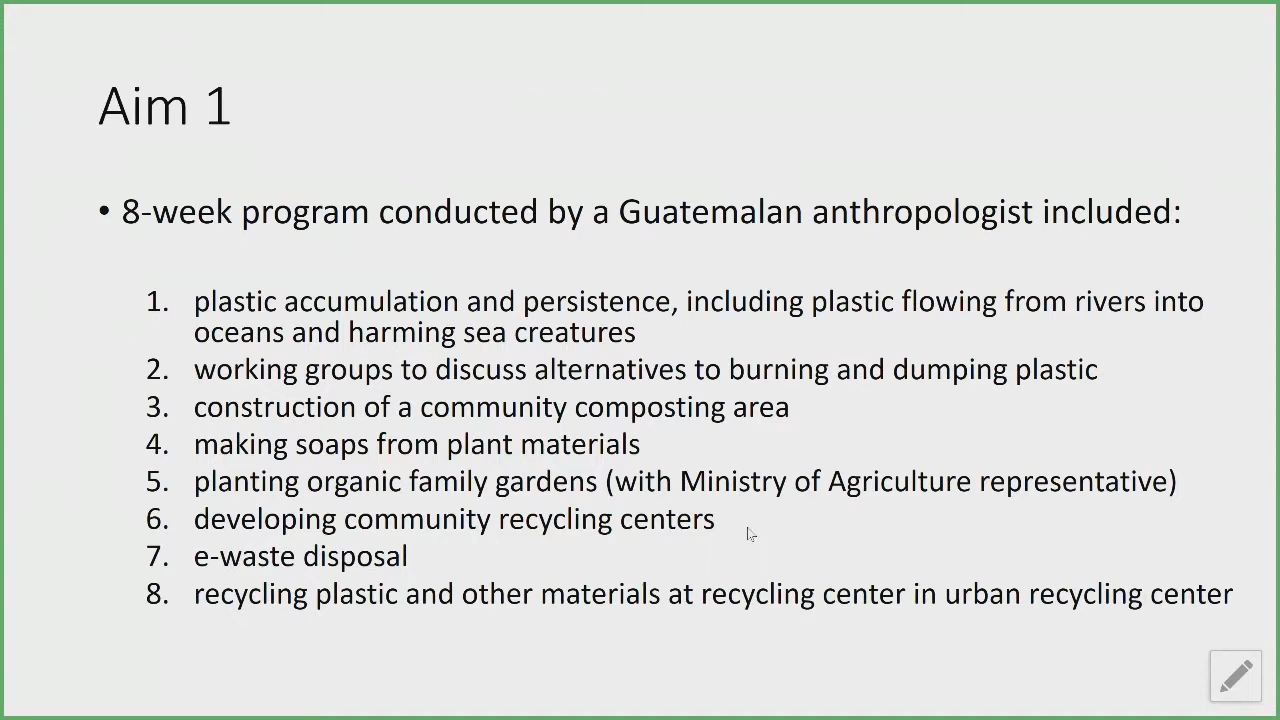 Aim 1
• 8-week program conducted by a Guatemalan anthropologist included:
1. plastic accumulation and persistence, including plastic flowing from rivers into
oceans and harming sea creatures
2. working groups to discuss alternatives to burning and dumping plastic
3. construction of a community composting area
4. making soaps from plant materials
5. planting organic family gardens (with Ministry of Agriculture representative)
6. developing community recycling centers
7. e-waste disposal
8. recycling plastic and other materials at recycling center in urban recycling center